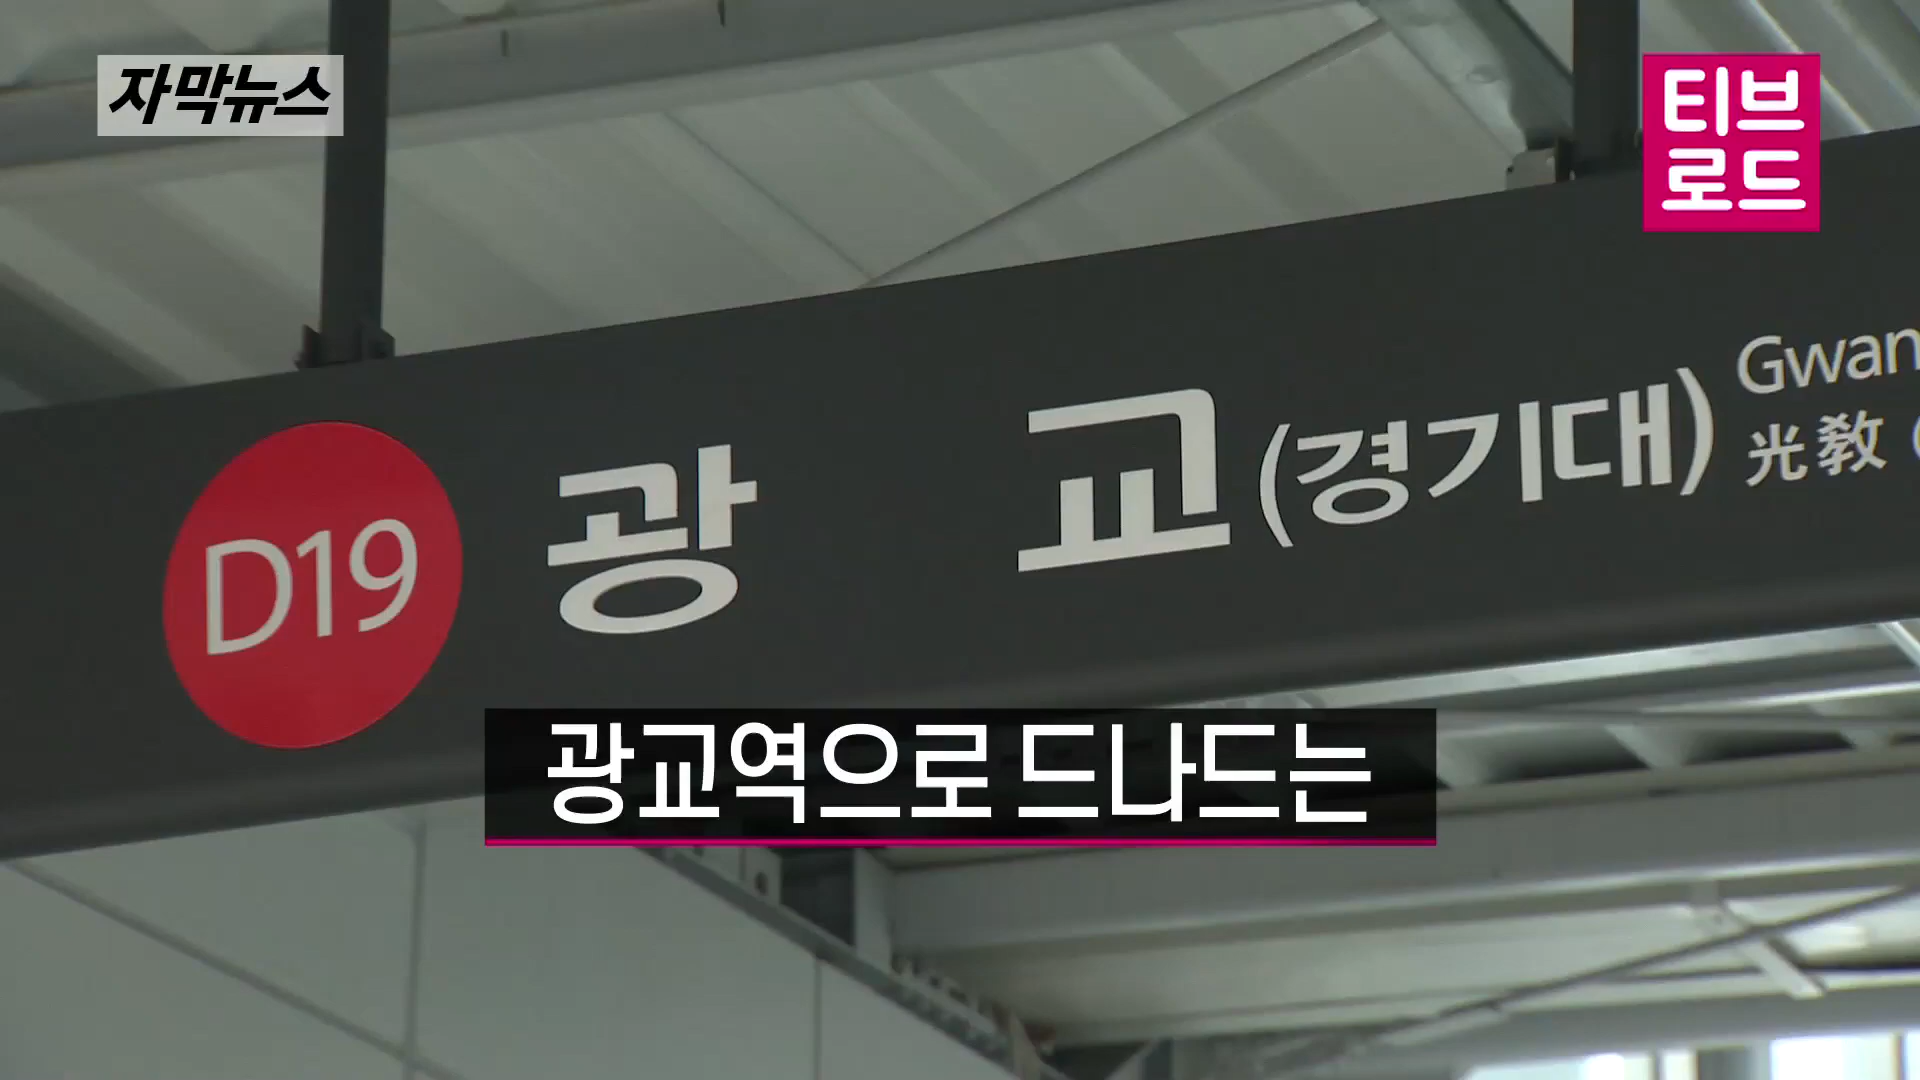 자막뉴스
티브
로드
D19 광 교 (경기대)
Gwan
光敎 (
광교역으로 드나드는